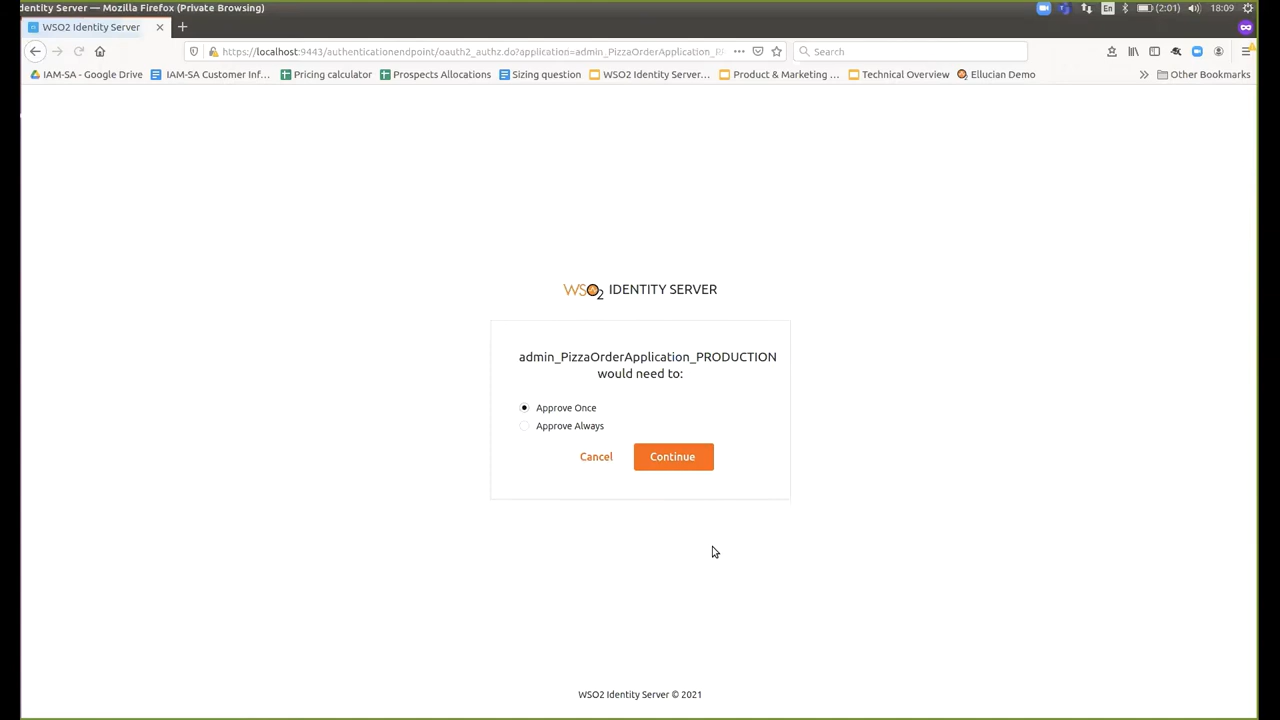 dentity Server — Mozilla Firefox (Private Browsing)
En
(2:01)
18:09
WSO2 Identity Server
https://localhost:9443/authenticationendpoint/oauth2_authz.do?application=admin_PizzaOrderApplication_P
Search
IAM-SA - Google Drive
IAM-SA Customer Inf...
Pricing calculator
Prospects Allocations
Sizing question
WSO2 Identity Server...
Product & Marketing ...
Technical Overview
Ellucian Demo
Other Bookmarks
WSO2 IDENTITY SERVER
admin_PizzaOrderApplication_PRODUCTION
would need to:
Approve Once
Approve Always
Cancel
Continue
WSO2 Identity Server © 2021